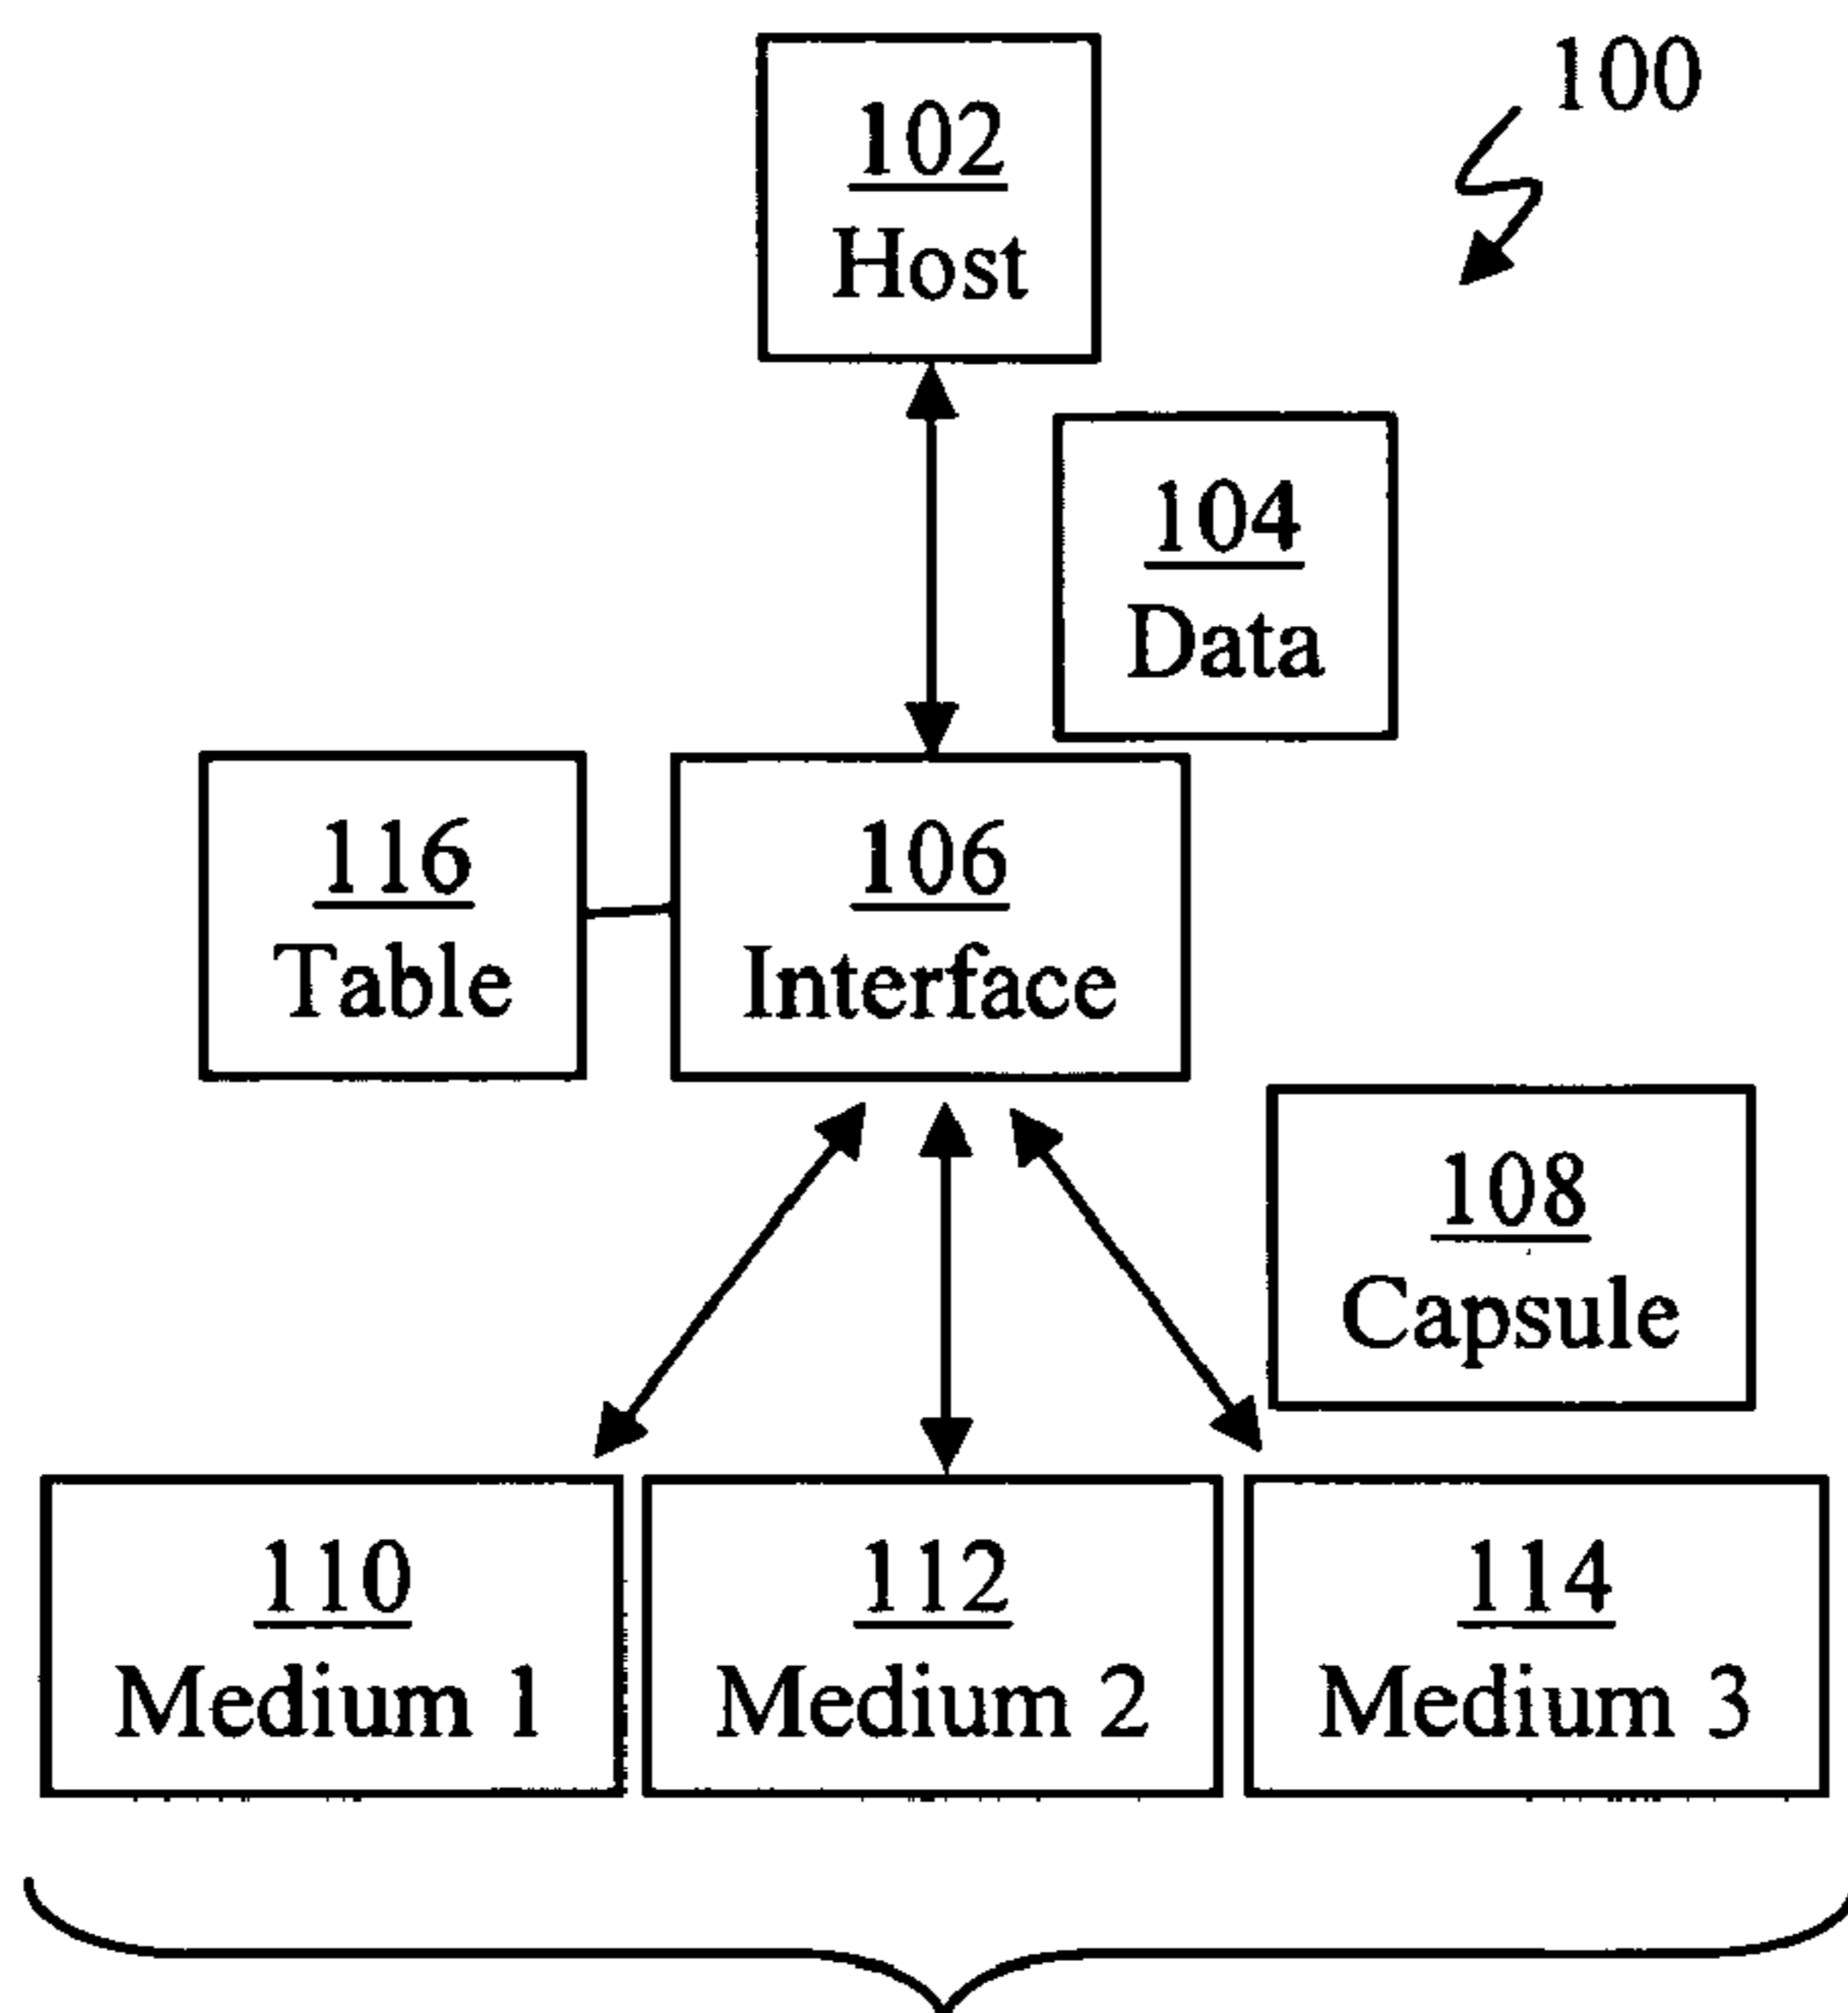 100
102
Host
104
Data
116
Table
106
Interface
108
Capsule
110
Medium 1
112
Medium 2
114
Medium 3